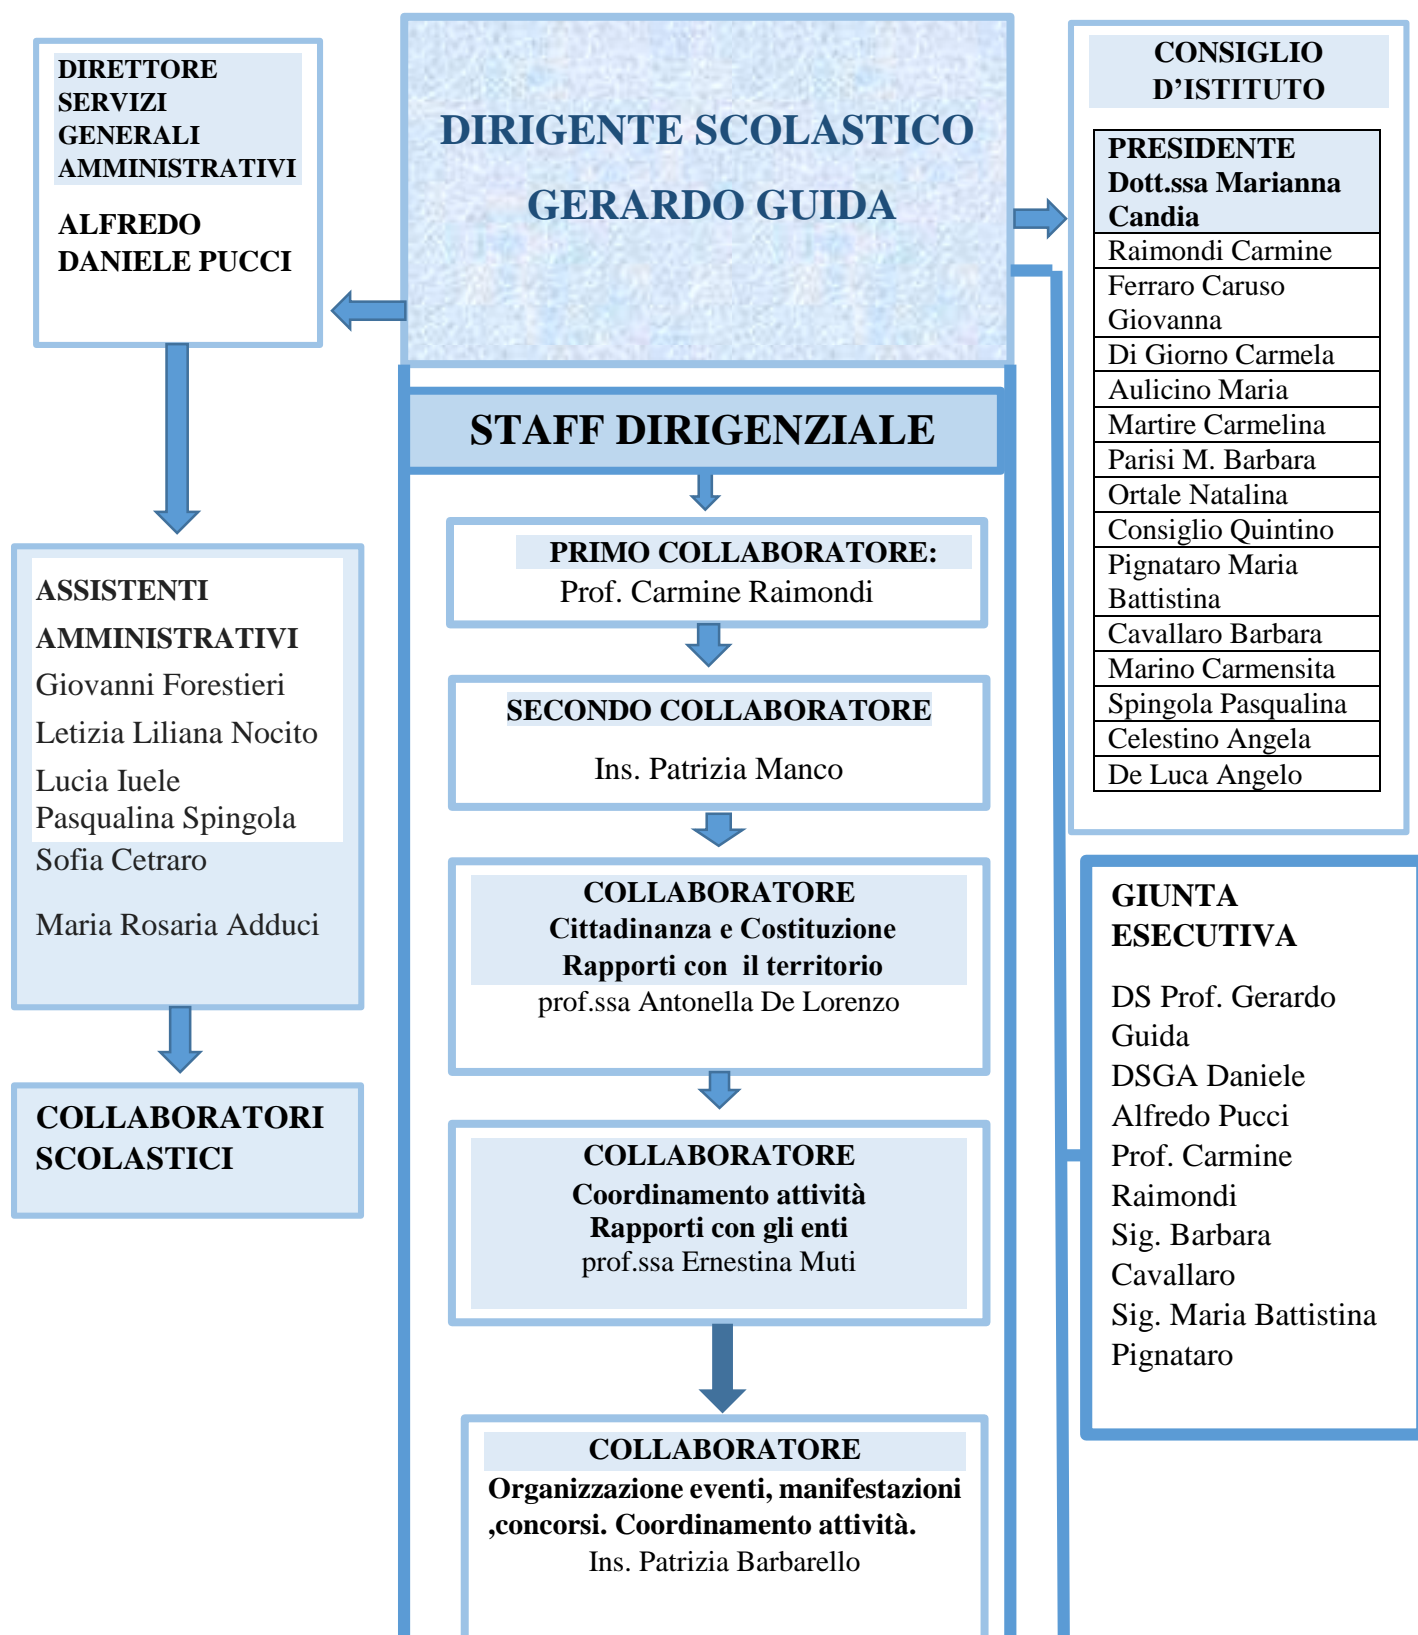 DIRETTORE
SERVIZI
GENERALI
AMMINISTRATIVI
ALFREDO
DANIELE PUCCI
ASSISTENTI
AMMINISTRATIVI
Giovanni Forestieri
Letizia Liliana Nocito
Lucia Iuele
Pasqualina Spingola
Sofia Cetraro
Maria Rosaria Adduci
COLLABORATORI
SCOLASTICI
DIRIGENTE SCOLASTICO
GERARDO GUIDA
STAFF DIRIGENZIALE
PRIMO COLLABORATORE:
Prof. Carmine Raimondi
SECONDO COLLABORATORE
Ins. Patrizia Manco
COLLABORATORE
Cittadinanza e Costituzione
Rapporti con  il territorio
prof.ssa Antonella De Lorenzo
COLLABORATORE
Coordinamento attività
Rapporti con gli enti
prof.ssa Ernestina Muti
COLLABORATORE
Organizzazione eventi, manifestazioni
,concorsi. Coordinamento attività.
Ins. Patrizia Barbarello
CONSIGLIO
D’ISTITUTO
PRESIDENTE
Dott.ssa Marianna
Candia
Raimondi Carmine
Ferraro Caruso
Giovanna
Di Giorno Carmela
Aulicino Maria
Martire Carmelina
Parisi M. Barbara
Ortale Natalina
Consiglio Quintino
Pignataro Maria
Battistina
Cavallaro Barbara
Marino Carmensita
Spingola Pasqualina
Celestino Angela
De Luca Angelo
GIUNTA
ESECUTIVA
DS Prof. Gerardo
Guida
DSGA Daniele
Alfredo Pucci
Prof. Carmine
Raimondi
Sig. Barbara
Cavallaro
Sig. Maria Battistina
Pignataro